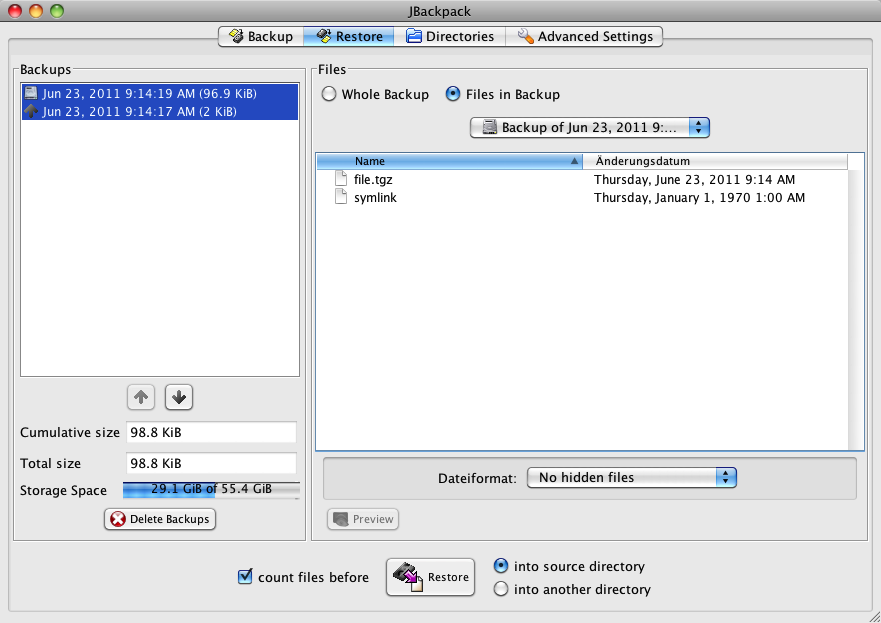 JBackpack
Backup Restore Directories Advanced Settings
Backups
Jun 23, 2011 9:14:19 AM (96.9 KiB)
Jun 23, 2011 9:14:17 AM (2 KiB)
Cumulative size 98.8 KiB
Total size 98.8 KiB
Storage Space 29.1 GiB of 55.4 GiB
Delete Backups
Files
Whole Backup Files in Backup
Backup of Jun 23, 2011 9:...
Name Änderungsdatum
file.tgz Thursday, June 23, 2011 9:14 AM
symlink Thursday, January 1, 1970 1:00 AM
Dateiformat: No hidden files
Preview
count files before
Restore
into source directory
into another directory